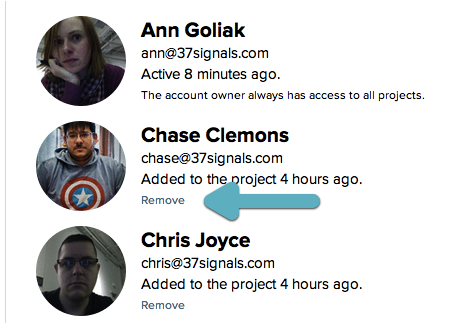 Ann Goliak
ann@37signals.com
Active 8 minutes ago.
The account owner always has access to all projects.
Chase Clemons
chase@37signals.com
Added to the project 4 hours ago.
Remove
Chris Joyce
chris@37signals.com
Added to the project 4 hours ago.
Remove